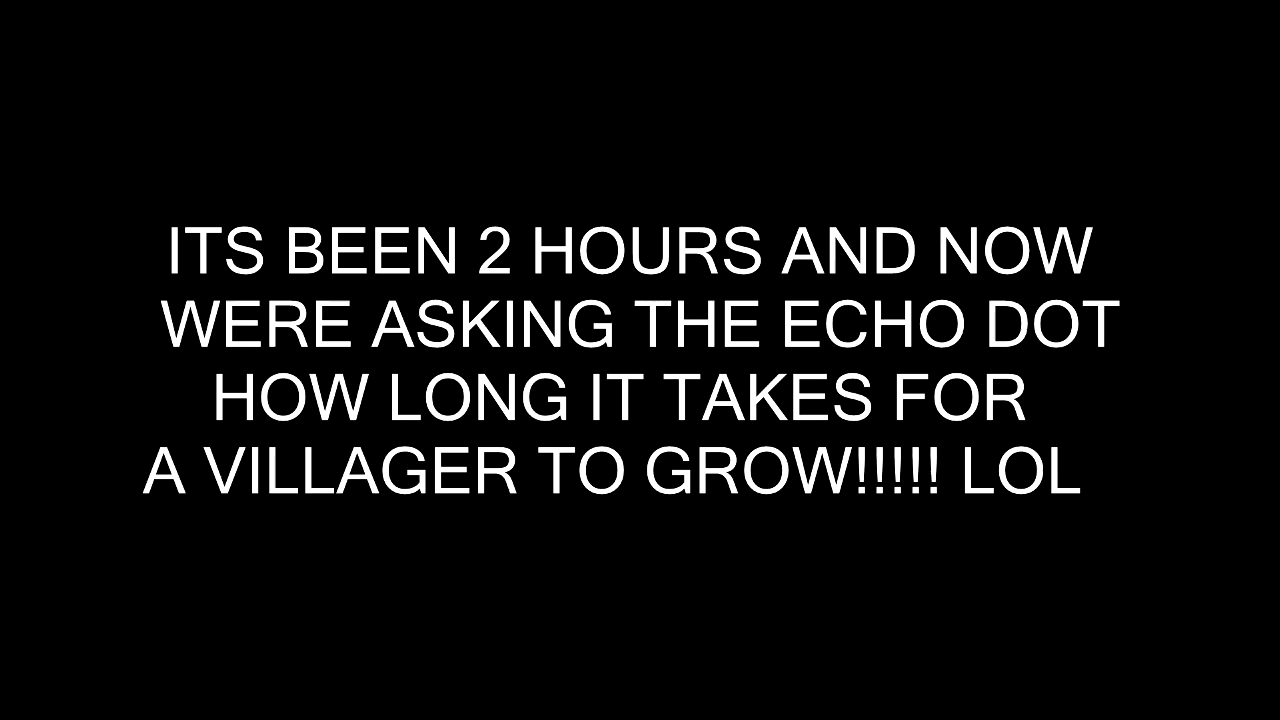 ITS BEEN 2 HOURS AND NOW
WERE ASKING THE ECHO DOT
HOW LONG IT TAKES FOR
A VILLAGER TO GROW!!!!! LOL